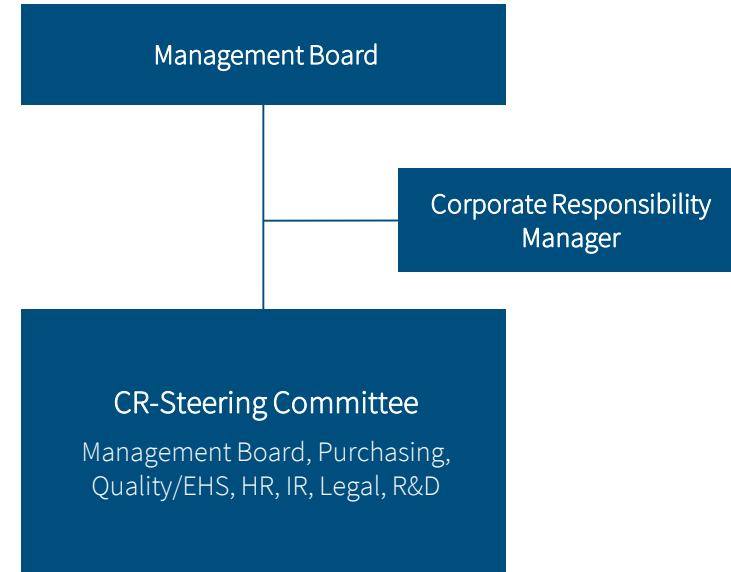 Management Board
Corporate Responsibility
Manager
CR-Steering Committee
Management Board, Purchasing,
Quality/EHS, HR, IR, Legal, R&D